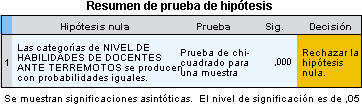 Resumen de prueba de hipótesis
Hipótesis nula Prueba Sig. Decisión
1 Las categorías de NIVEL DE HABILIDADES DE DOCENTES ANTE TERREMOTOS se producen con probabilidades iguales. Prueba de chi-cuadrado para una muestra ,000 Rechazar la hipótesis nula.
Se muestran significaciones asintóticas. El nivel de significación es de ,05